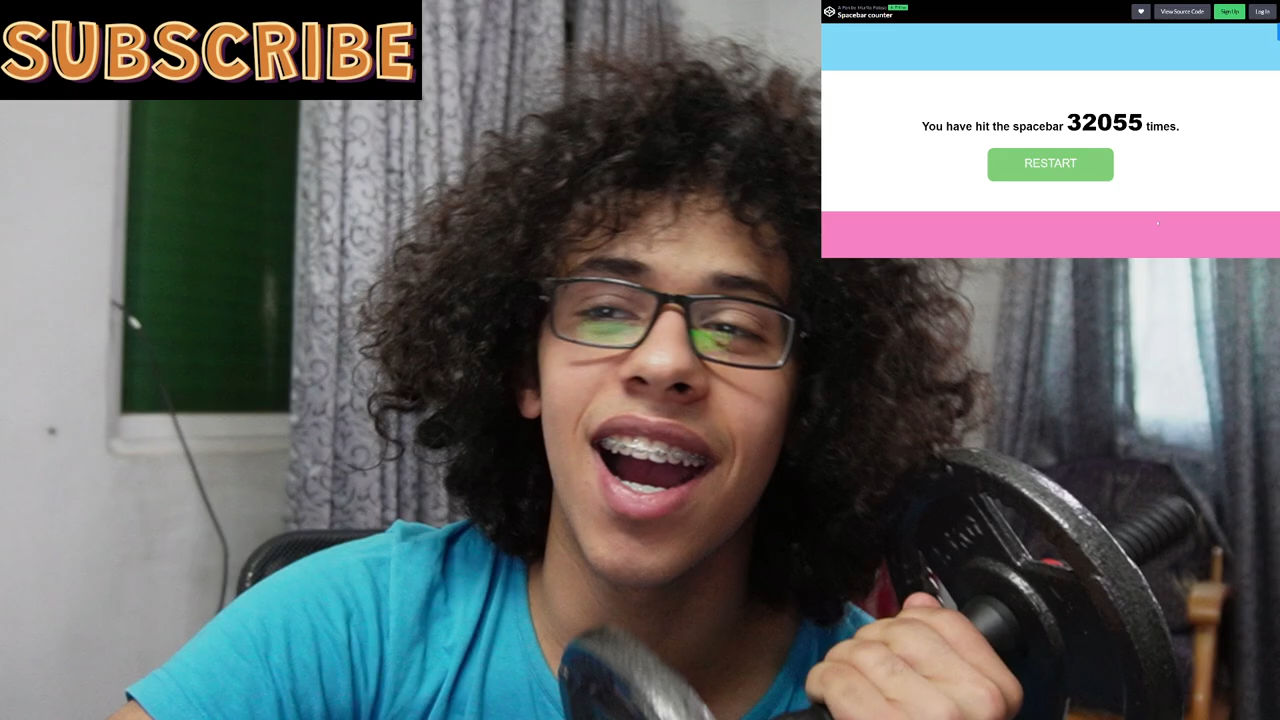 SUBSCRIBE
Spacebar counter
View Source Code
Sign Up
Log In
You have hit the spacebar 32055 times.
RESTART